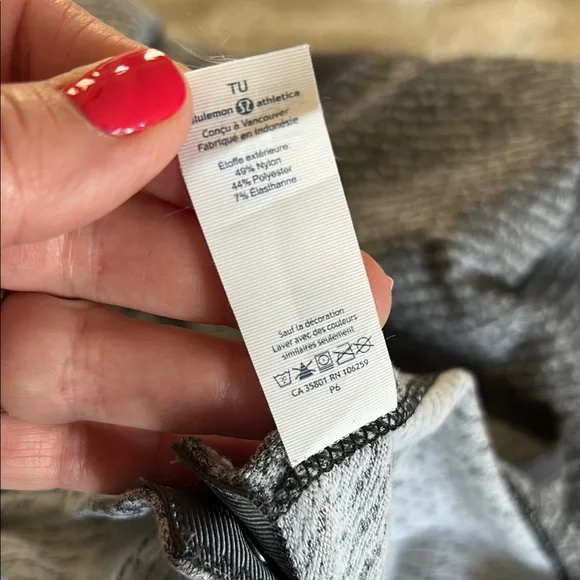 TU
lululemon athletica
Conçu à Vancouver
Fabriqué en Indonésie
Étoffe extérieure:
49% Nylon
44% Polyester
7% Élasthanne
Sauf la décoration
Laver avec des couleurs
similaires seulement
CA 35801 RN 106259
P6